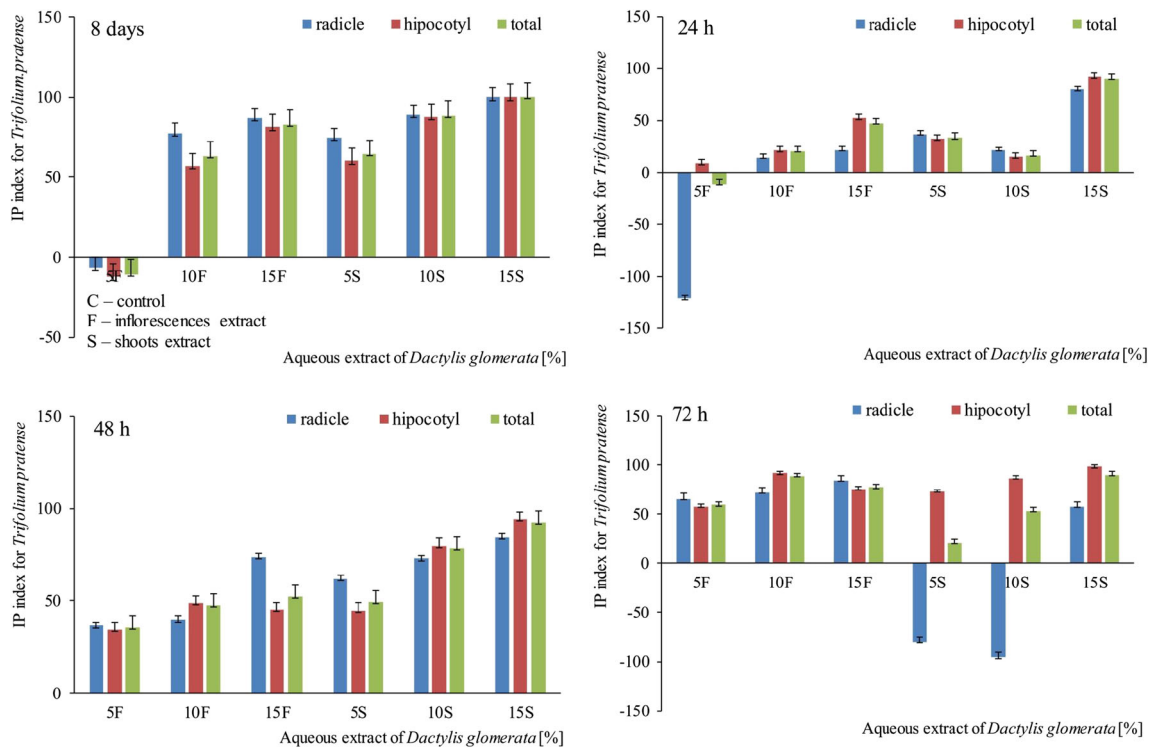 8 days
radicle hipocotyl total
IP index for Trifolium pratense
150
100
50
0
-50
5F 10F 15F 5S 10S 15S
C – control
F – inflorescences extract
S – shoots extract
Aqueous extract of Dactylis glomerata [%]
24 h
radicle hipocotyl total
IP index for Trifolium pratense
150
100
50
0
-50
-100
-150
5F 10F 15F 5S 10S 15S
Aqueous extract of Dactylis glomerata [%]
48 h
radicle hipocotyl total
IP index for Trifolium pratense
150
100
50
0
5F 10F 15F 5S 10S 15S
Aqueous extract of Dactylis glomerata [%]
72 h
radicle hipocotyl total
IP index for Trifolium pratense
150
100
50
0
-50
-100
-150
5F 10F 15F 5S 10S 15S
Aqueous extract of Dactylis glomerata [%]